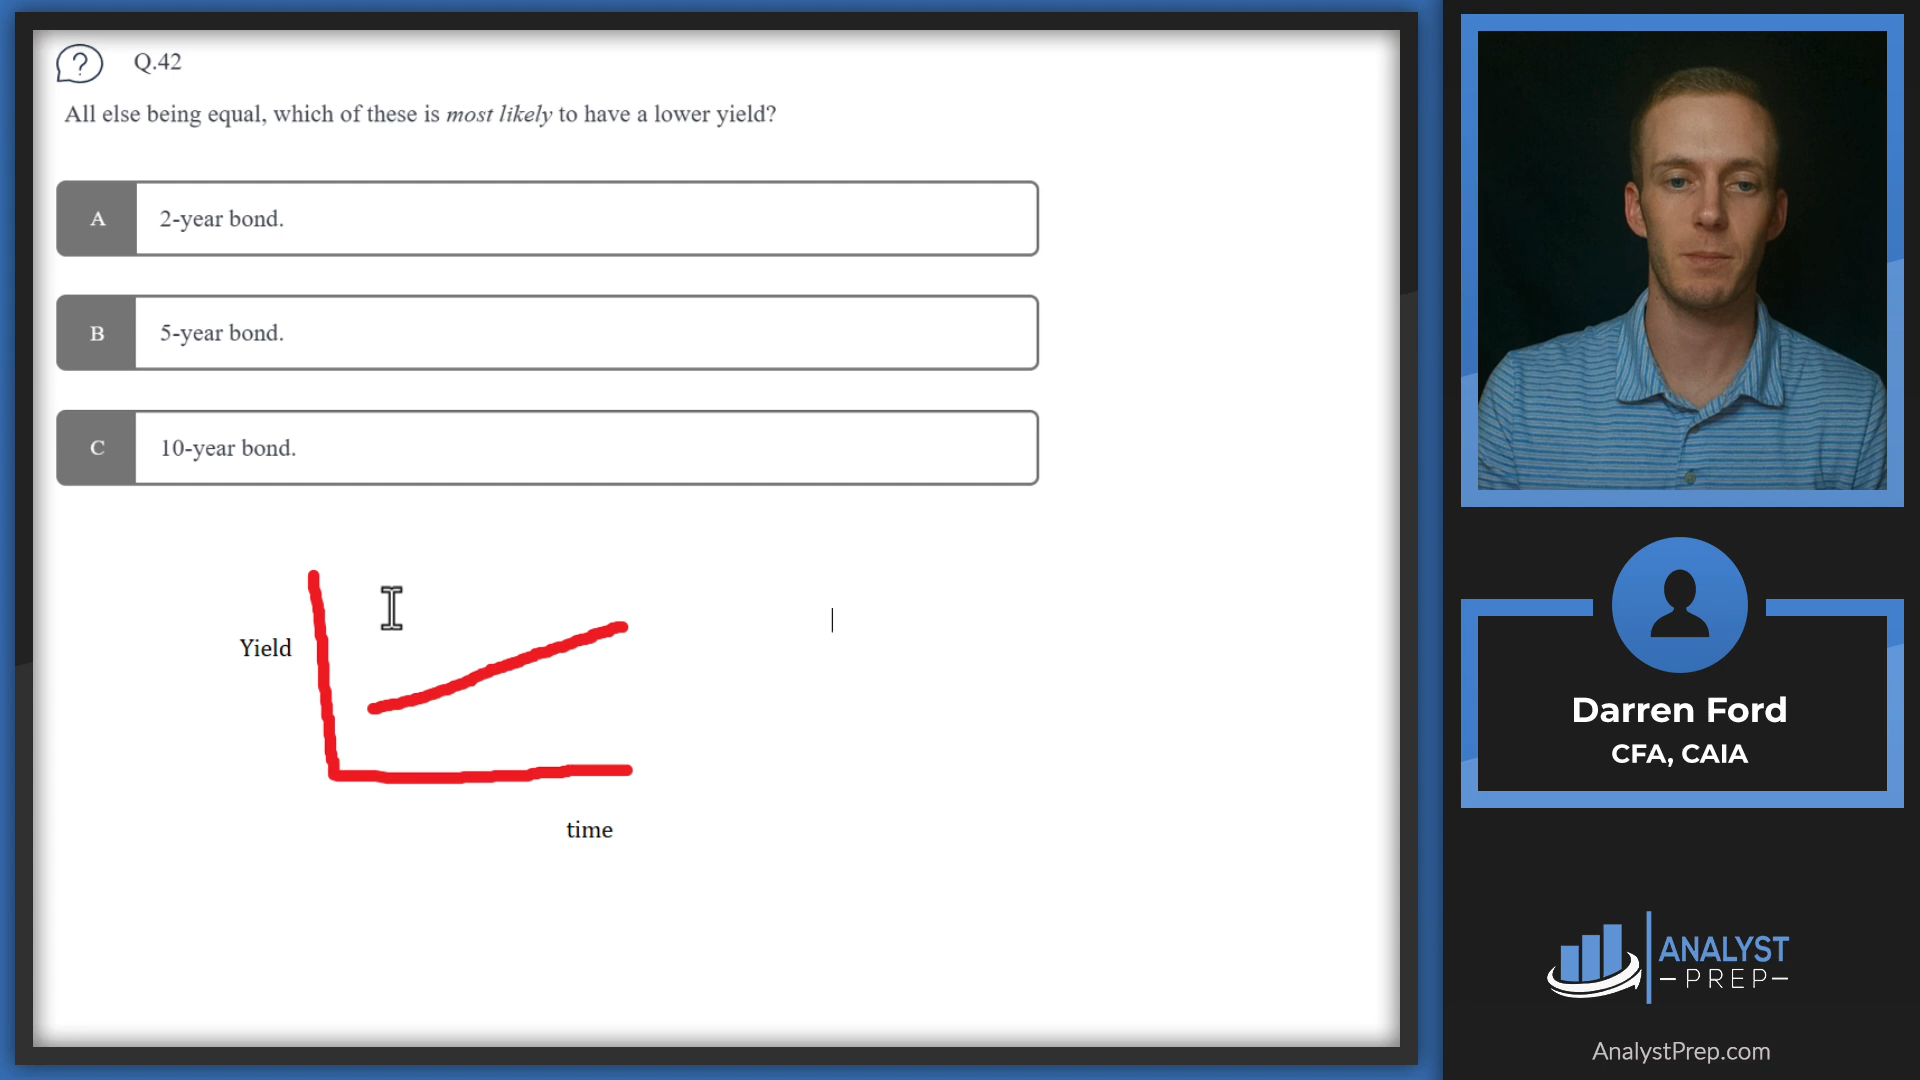 ?
Q.42
All else being equal, which of these is most likely to have a lower yield?
A
2-year bond.
B
5-year bond.
C
10-year bond.
Yield
time
Darren Ford
CFA, CAIA
ANALYST
PREP
AnalystPrep.com